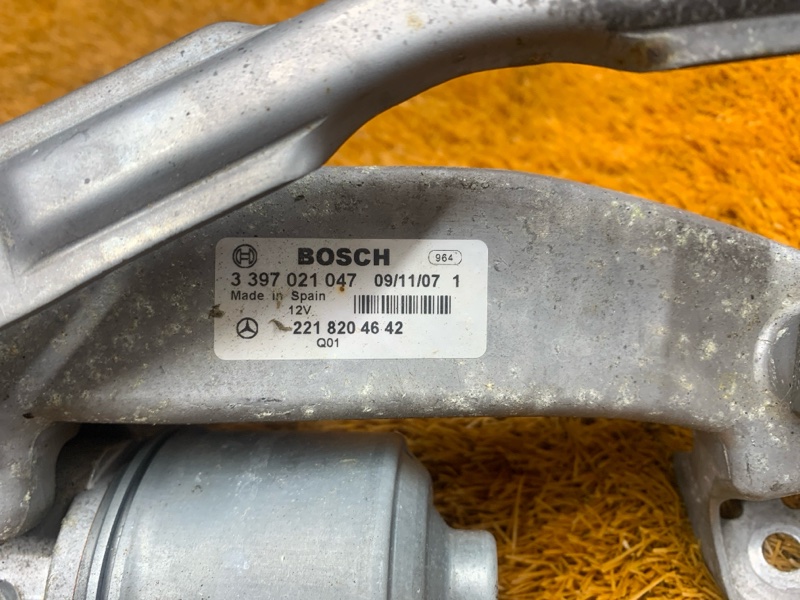 BOSCH 964
3 397 021 047 09/11/07 1
Made in Spain
12V
221 820 46 42
Q01